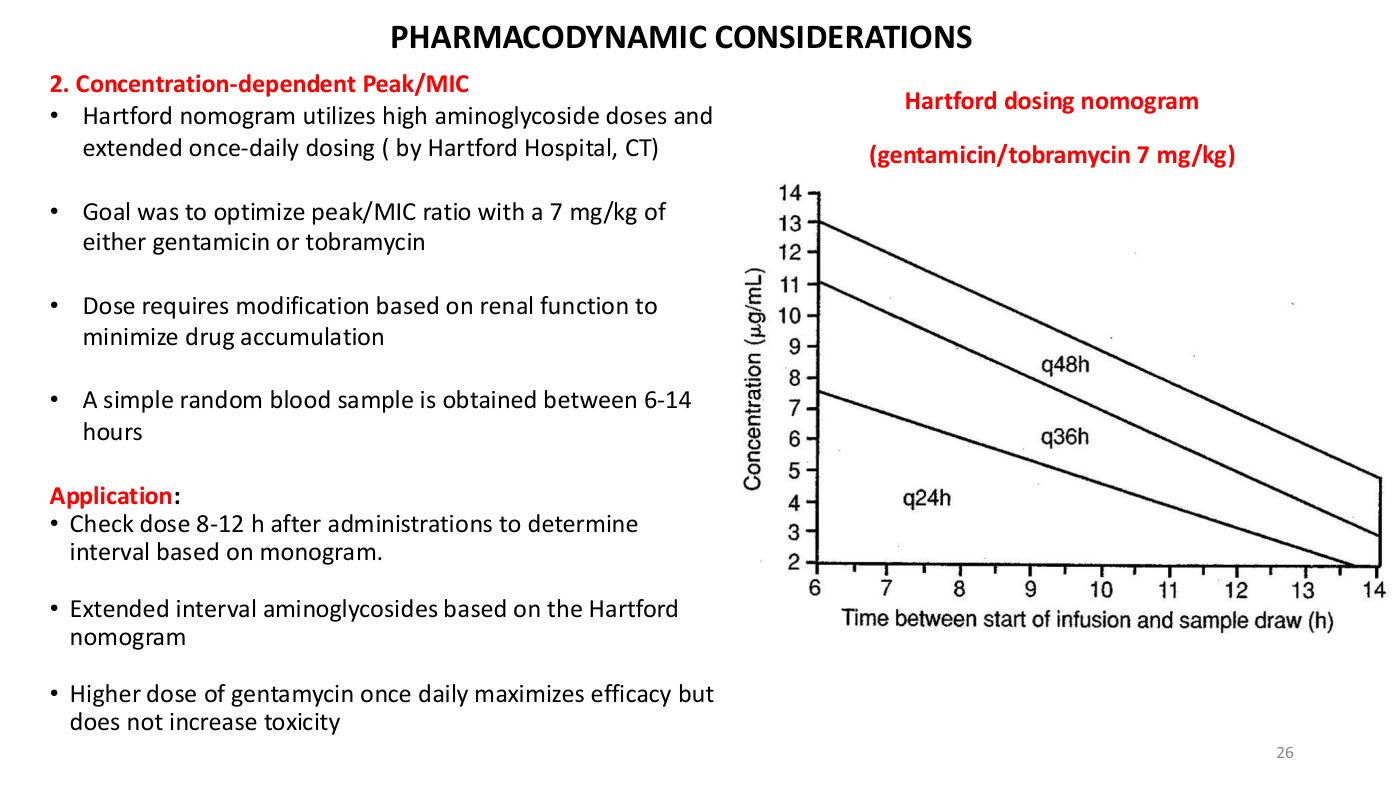 PHARMACODYNAMIC CONSIDERATIONS
2. Concentration-dependent Peak/MIC
• Hartford nomogram utilizes high aminoglycoside doses and
extended once-daily dosing ( by Hartford Hospital, CT)
• Goal was to optimize peak/MIC ratio with a 7 mg/kg of
either gentamicin or tobramycin
• Dose requires modification based on renal function to
minimize drug accumulation
• A simple random blood sample is obtained between 6-14
hours
Application:
• Check dose 8-12 h after administrations to determine
interval based on monogram.
• Extended interval aminoglycosides based on the Hartford
nomogram
• Higher dose of gentamycin once daily maximizes efficacy but
does not increase toxicity
Hartford dosing nomogram
(gentamicin/tobramycin 7 mg/kg)
Concentration (µg/mL)
14
13
12
11
10
9
8
7
6
5
4
3
2
q48h
q36h
q24h
6 7 8 9 10 11 12 13 14
Time between start of infusion and sample draw (h)
26